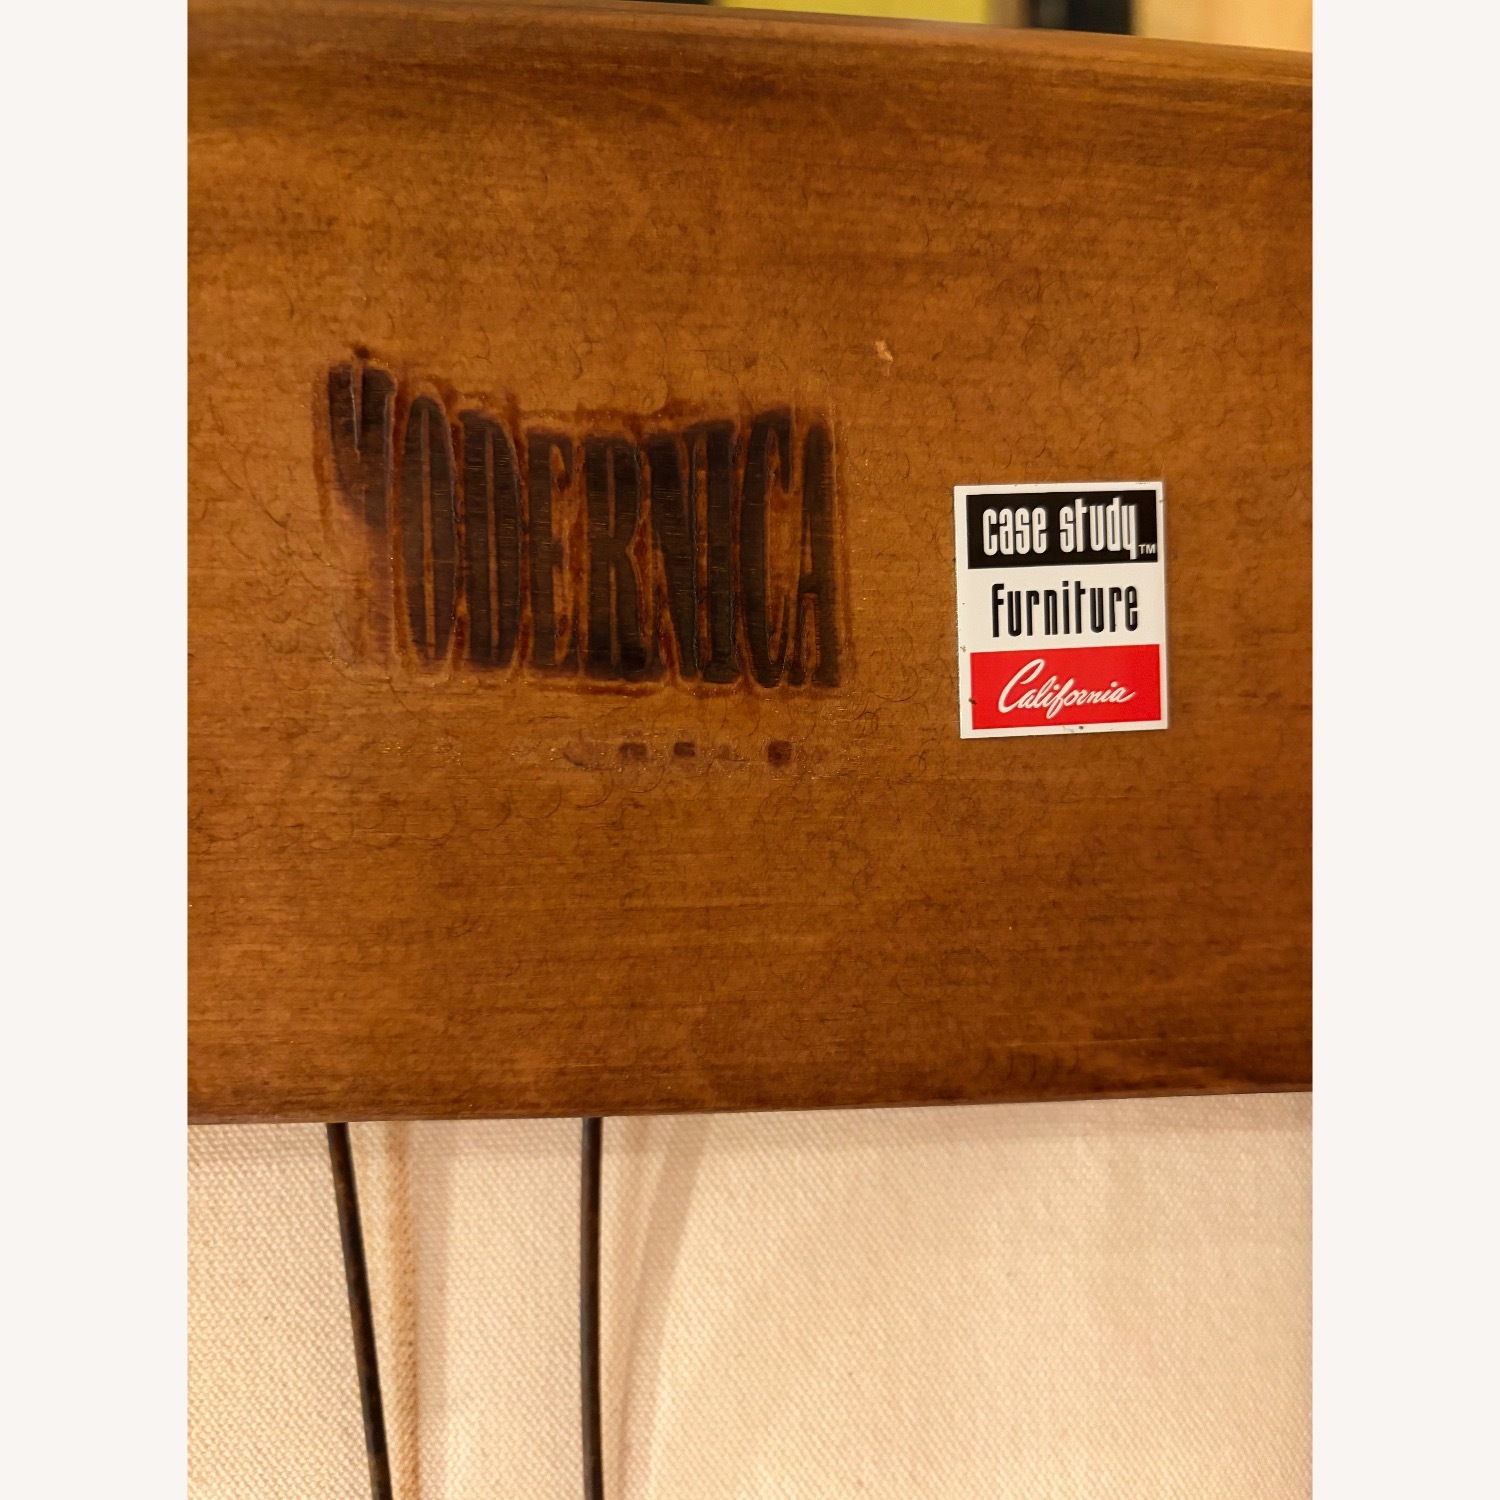 MODERNICA
case study™
Furniture
California